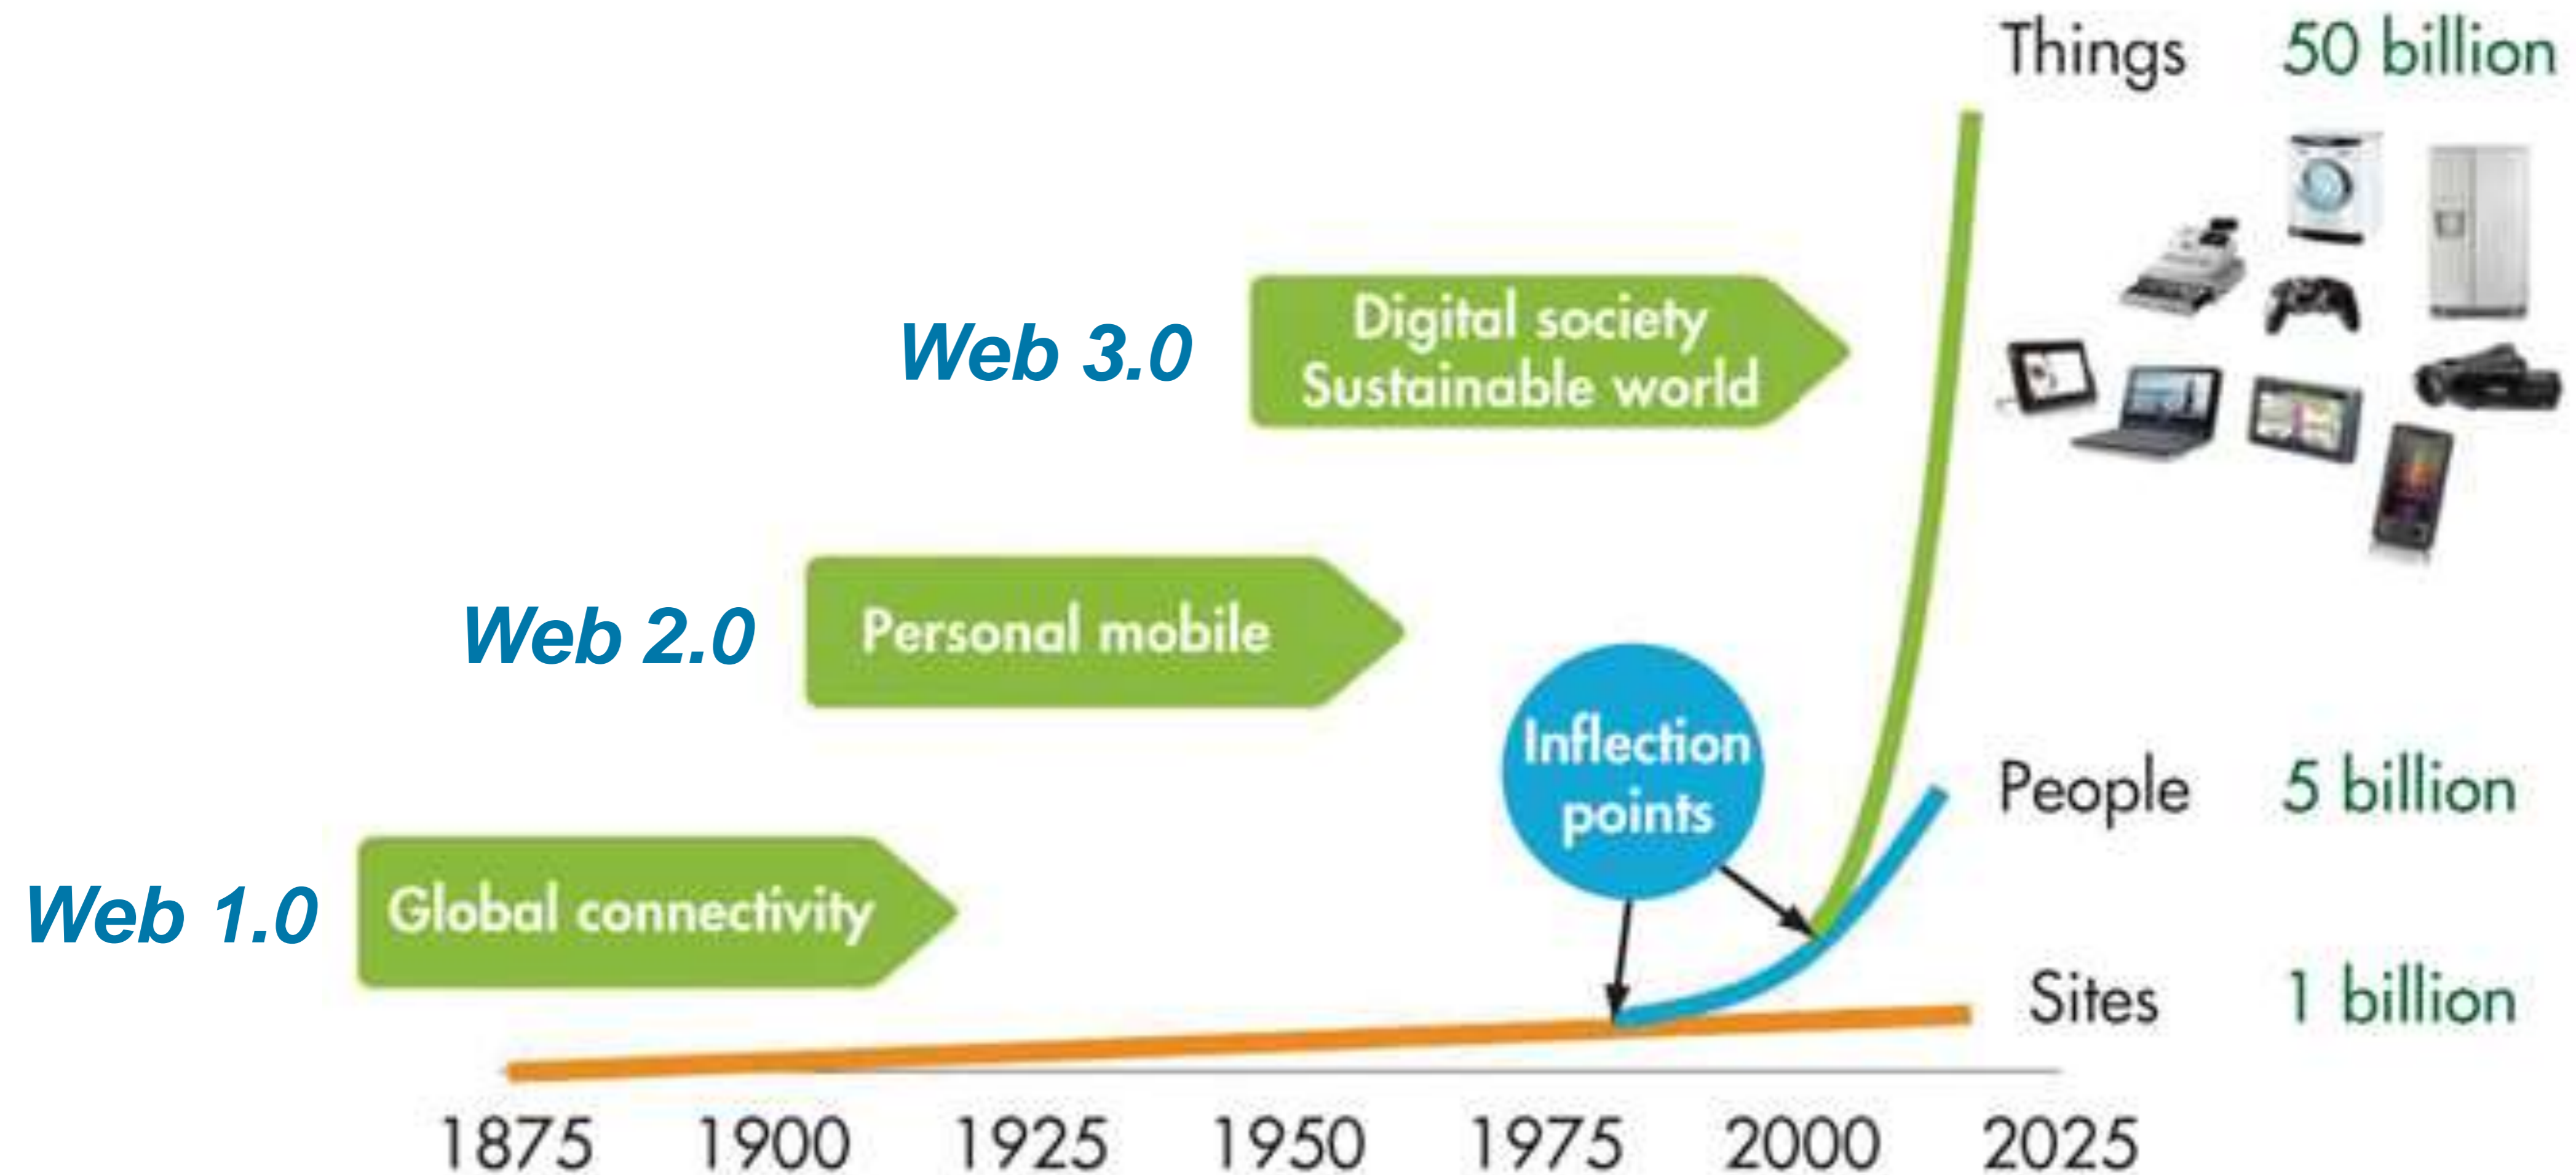 Things 50 billion
Web 3.0
Digital society
Sustainable world
Web 2.0
Personal mobile
Inflection
points
People 5 billion
Web 1.0
Global connectivity
Sites 1 billion
1875 1900 1925 1950 1975 2000 2025